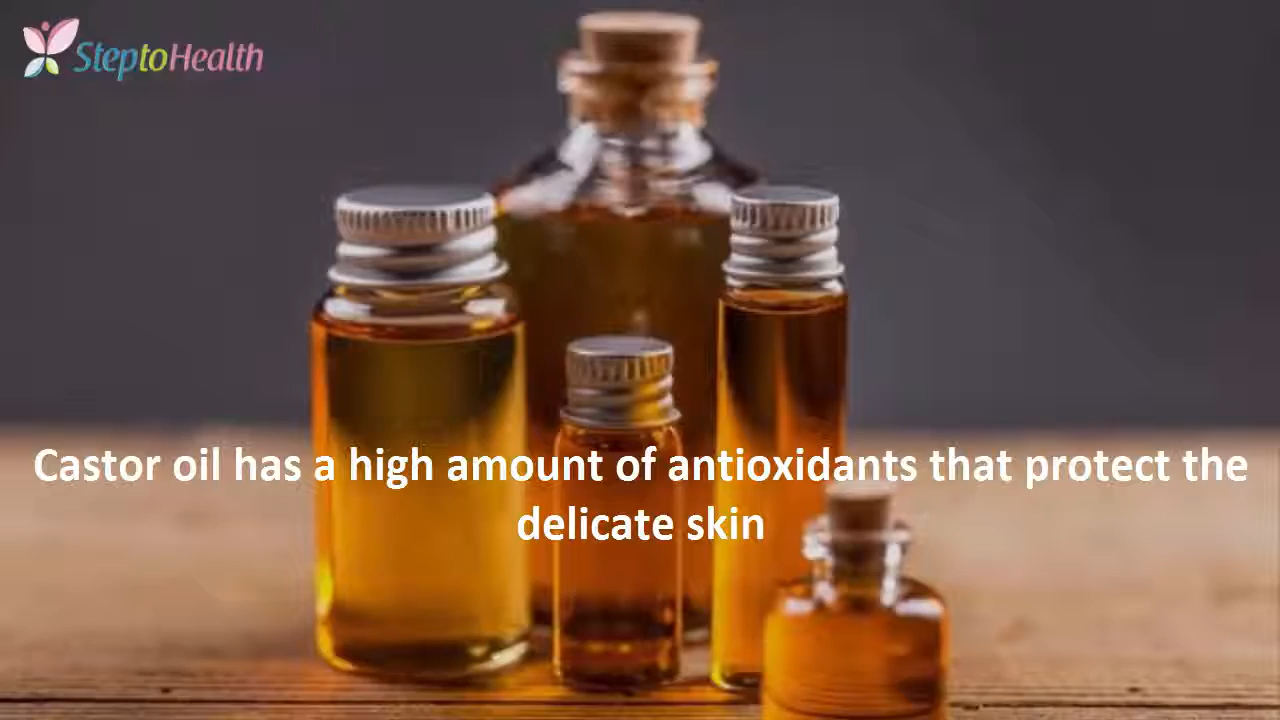 SteptoHealth
Castor oil has a high amount of antioxidants that protect the
delicate skin